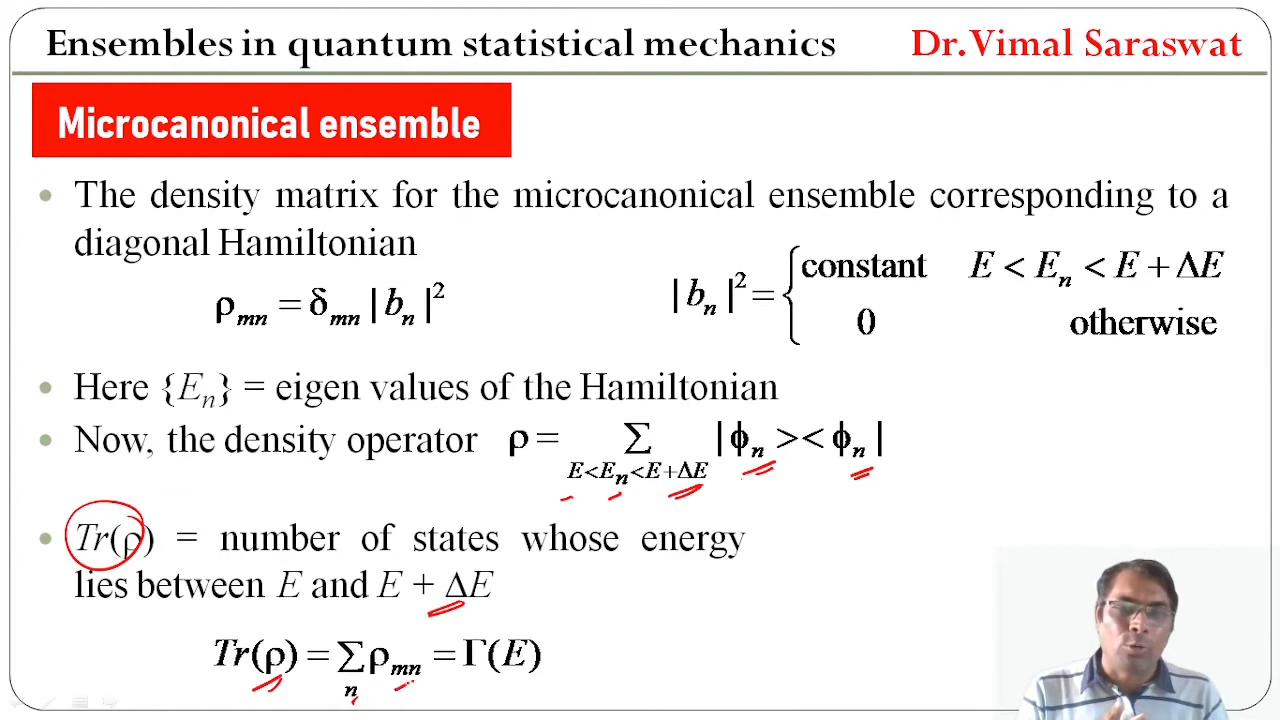 Ensembles in quantum statistical mechanics Dr. Vimal Saraswat
Microcanonical ensemble
• The density matrix for the microcanonical ensemble corresponding to a
diagonal Hamiltonian
ρ_mn = δ_mn |b_n|² |b_n|² = { constant E < E_n < E + ΔE
0 otherwise
• Here {E_n} = eigen values of the Hamiltonian
• Now, the density operator ρ = Σ |ϕ_n >< ϕ_n|
E<E_n<E+ΔE
• Tr(ρ) = number of states whose energy
lies between E and E + ΔE
Tr(ρ) = Σ ρ_mn = Γ(E)
n